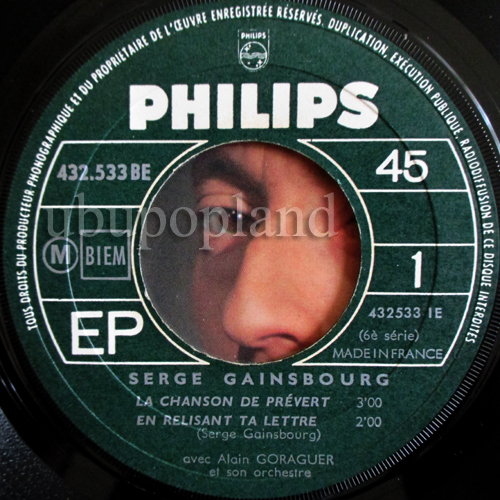 TOUS DROITS DU PRODUCTEUR PHONOGRAPHIQUE ET DU PROPRIÉTAIRE DE L'ŒUVRE ENREGISTRÉE RÉSERVÉS. DUPLICATION, EXÉCUTION PUBLIQUE, RADIODIFFUSION DE CE DISQUE INTERDITES
PHILIPS
PHILIPS
432.533 BE
45
ubupopland
M BIEM
1
432533 1E
EP
(6è série)
MADE IN FRANCE
SERGE GAINSBOURG
LA CHANSON DE PRÉVERT 3'00
EN RELISANT TA LETTRE 2'00
(Serge Gainsbourg)
avec Alain GORAGUER
et son orchestre